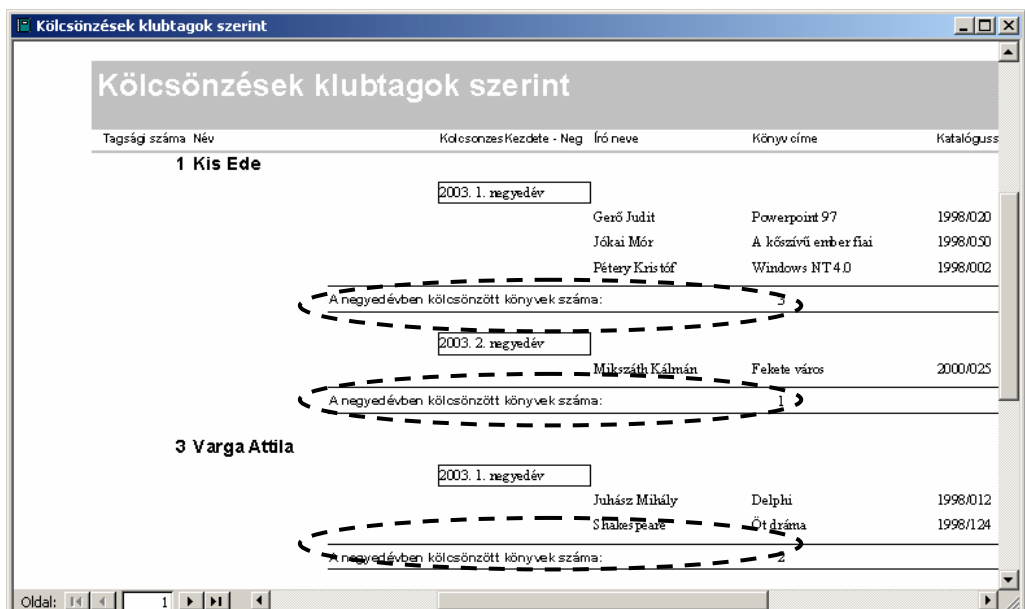 Kölcsönzések klubtagok szerint
Kölcsönzések klubtagok szerint
Tagsági száma Név KolcsonzesKezdete - Neg Író neve Könyv címe Katalóguss
1 Kis Ede
2003. 1. negyedév
Gerő Judit Powerpoint 97 1998/020
Jókai Mór A kőszívű ember fiai 1998/050
Pétery Kristóf Windows NT 4.0 1998/002
A negyedévben kölcsönzött könyvek száma: 3
2003. 2. negyedév
Mikszáth Kálmán Fekete város 2000/025
A negyedévben kölcsönzött könyvek száma: 1
3 Varga Attila
2003. 1. negyedév
Juhász Mihály Delphi 1998/012
Shakespeare Öt dráma 1998/124
A negyedévben kölcsönzött könyvek száma: 2
Oldal: 1